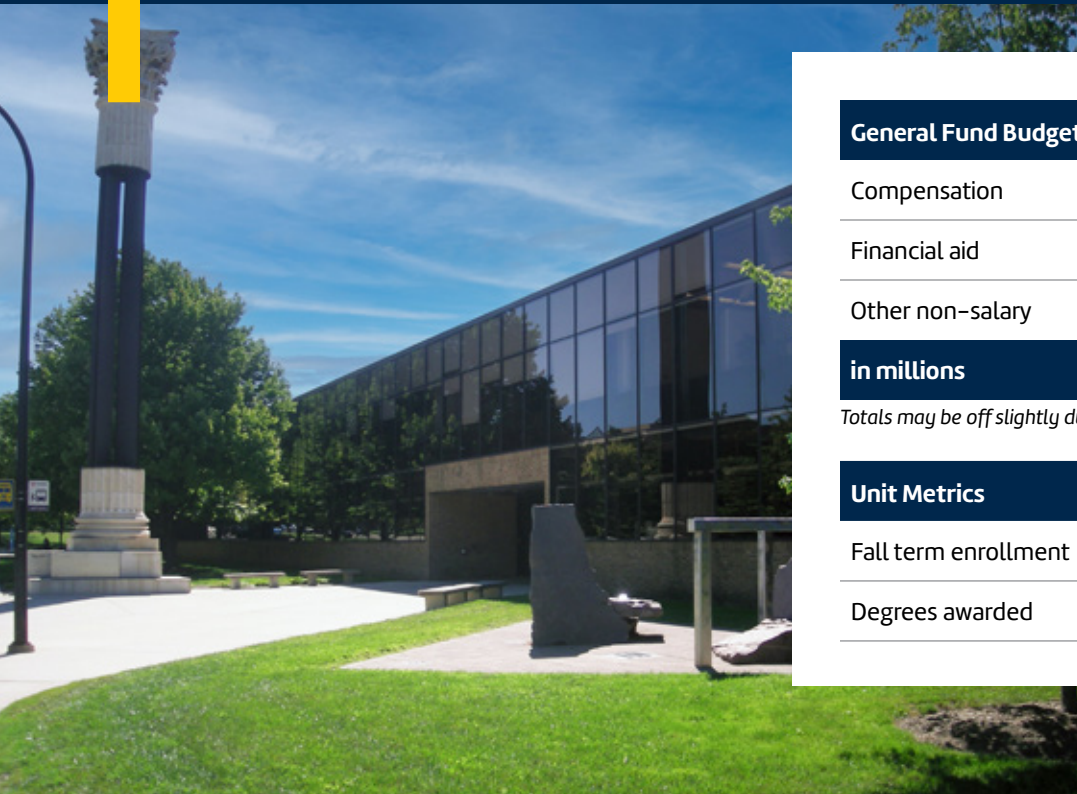 General Fund Budget
Compensation
Financial aid
Other non-salary
in millions
Totals may be off slightly
Unit Metrics
Fall term enrollment
Degrees awarded